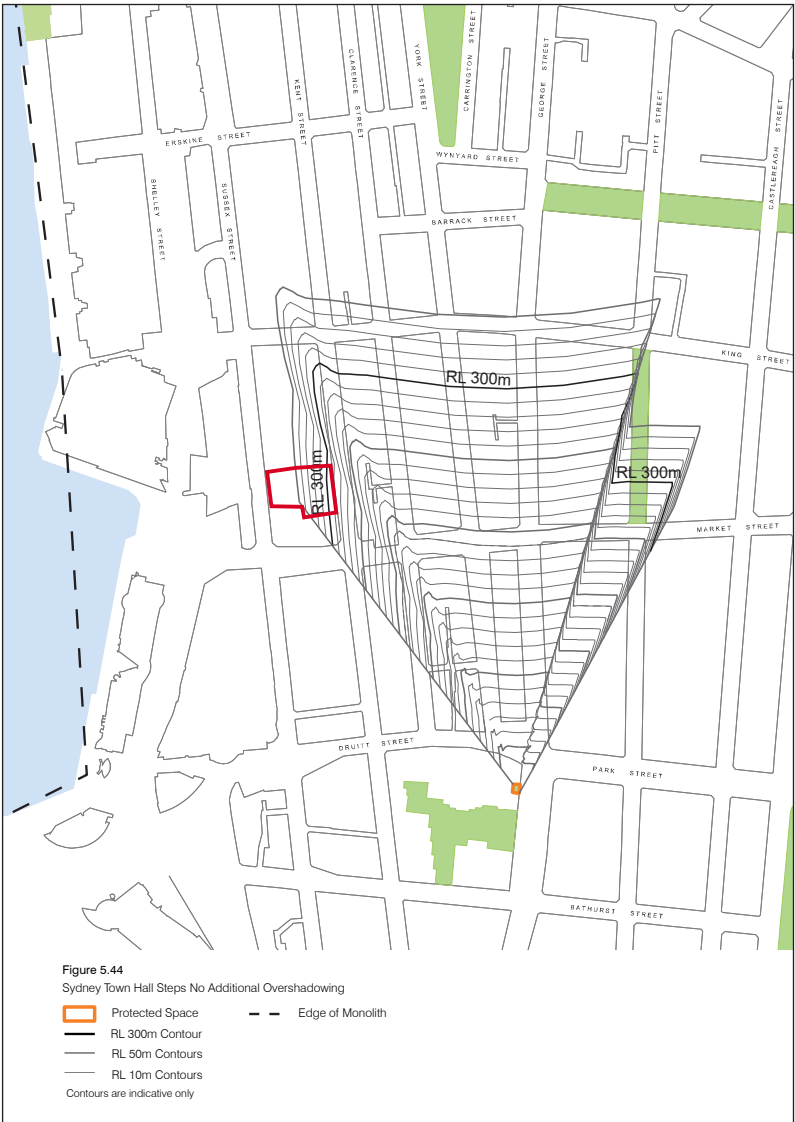 YORK STREET
CARRINGTON STREET
GEORGE STREET
CLARENCE STREET
KENT STREET
PITT STREET
CASTLEREAGH STREET
ERSKINE STREET
WYNYARD STREET
SHELLEY STREET
SUSSEX STREET
BARRACK STREET
KING STREET
RL 300m
RL 300m
RL 300m
MARKET STREET
DRUITT STREET
PARK STREET
BATHURST STREET
Figure 5.44
Sydney Town Hall Steps No Additional Overshadowing
Protected Space
Edge of Monolith
RL 300m Contour
RL 50m Contours
RL 10m Contours
Contours are indicative only